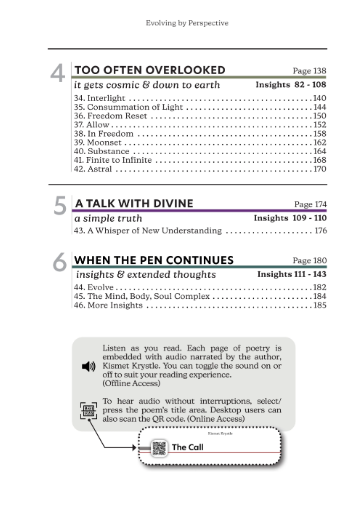 Evolving by Perspective
4 TOO OFTEN OVERLOOKED Page 138
it gets cosmic & down to earth Insights 82 - 108
34. Interlight ........................................ 140
35. Consummation of Light ........................ 144
36. Freedom Reset ................................. 150
37. Allow ............................................ 152
38. In Freedom ..................................... 158
39. Moonset ........................................ 162
40. Substance ...................................... 164
41. Finite to Infinite ................................ 168
42. Astral ........................................... 170
5 A TALK WITH DIVINE Page 174
a simple truth Insights 109 - 110
43. A Whisper of New Understanding .................. 176
6 WHEN THE PEN CONTINUES Page 180
insights & extended thoughts Insights 111 - 143
44. Evolve ........................................... 182
45. The Mind, Body, Soul Complex .................... 184
46. More Insights .................................... 185
Listen as you read. Each page of poetry is
embedded with audio narrated by the author,
Kismet Krystle. You can toggle the sound on or
off to suit your reading experience.
(Offline Access)
To hear audio without interruptions, select/
press the poem's title area. Desktop users can
also scan the QR code. (Online Access)
Kismet Krystle
The Call